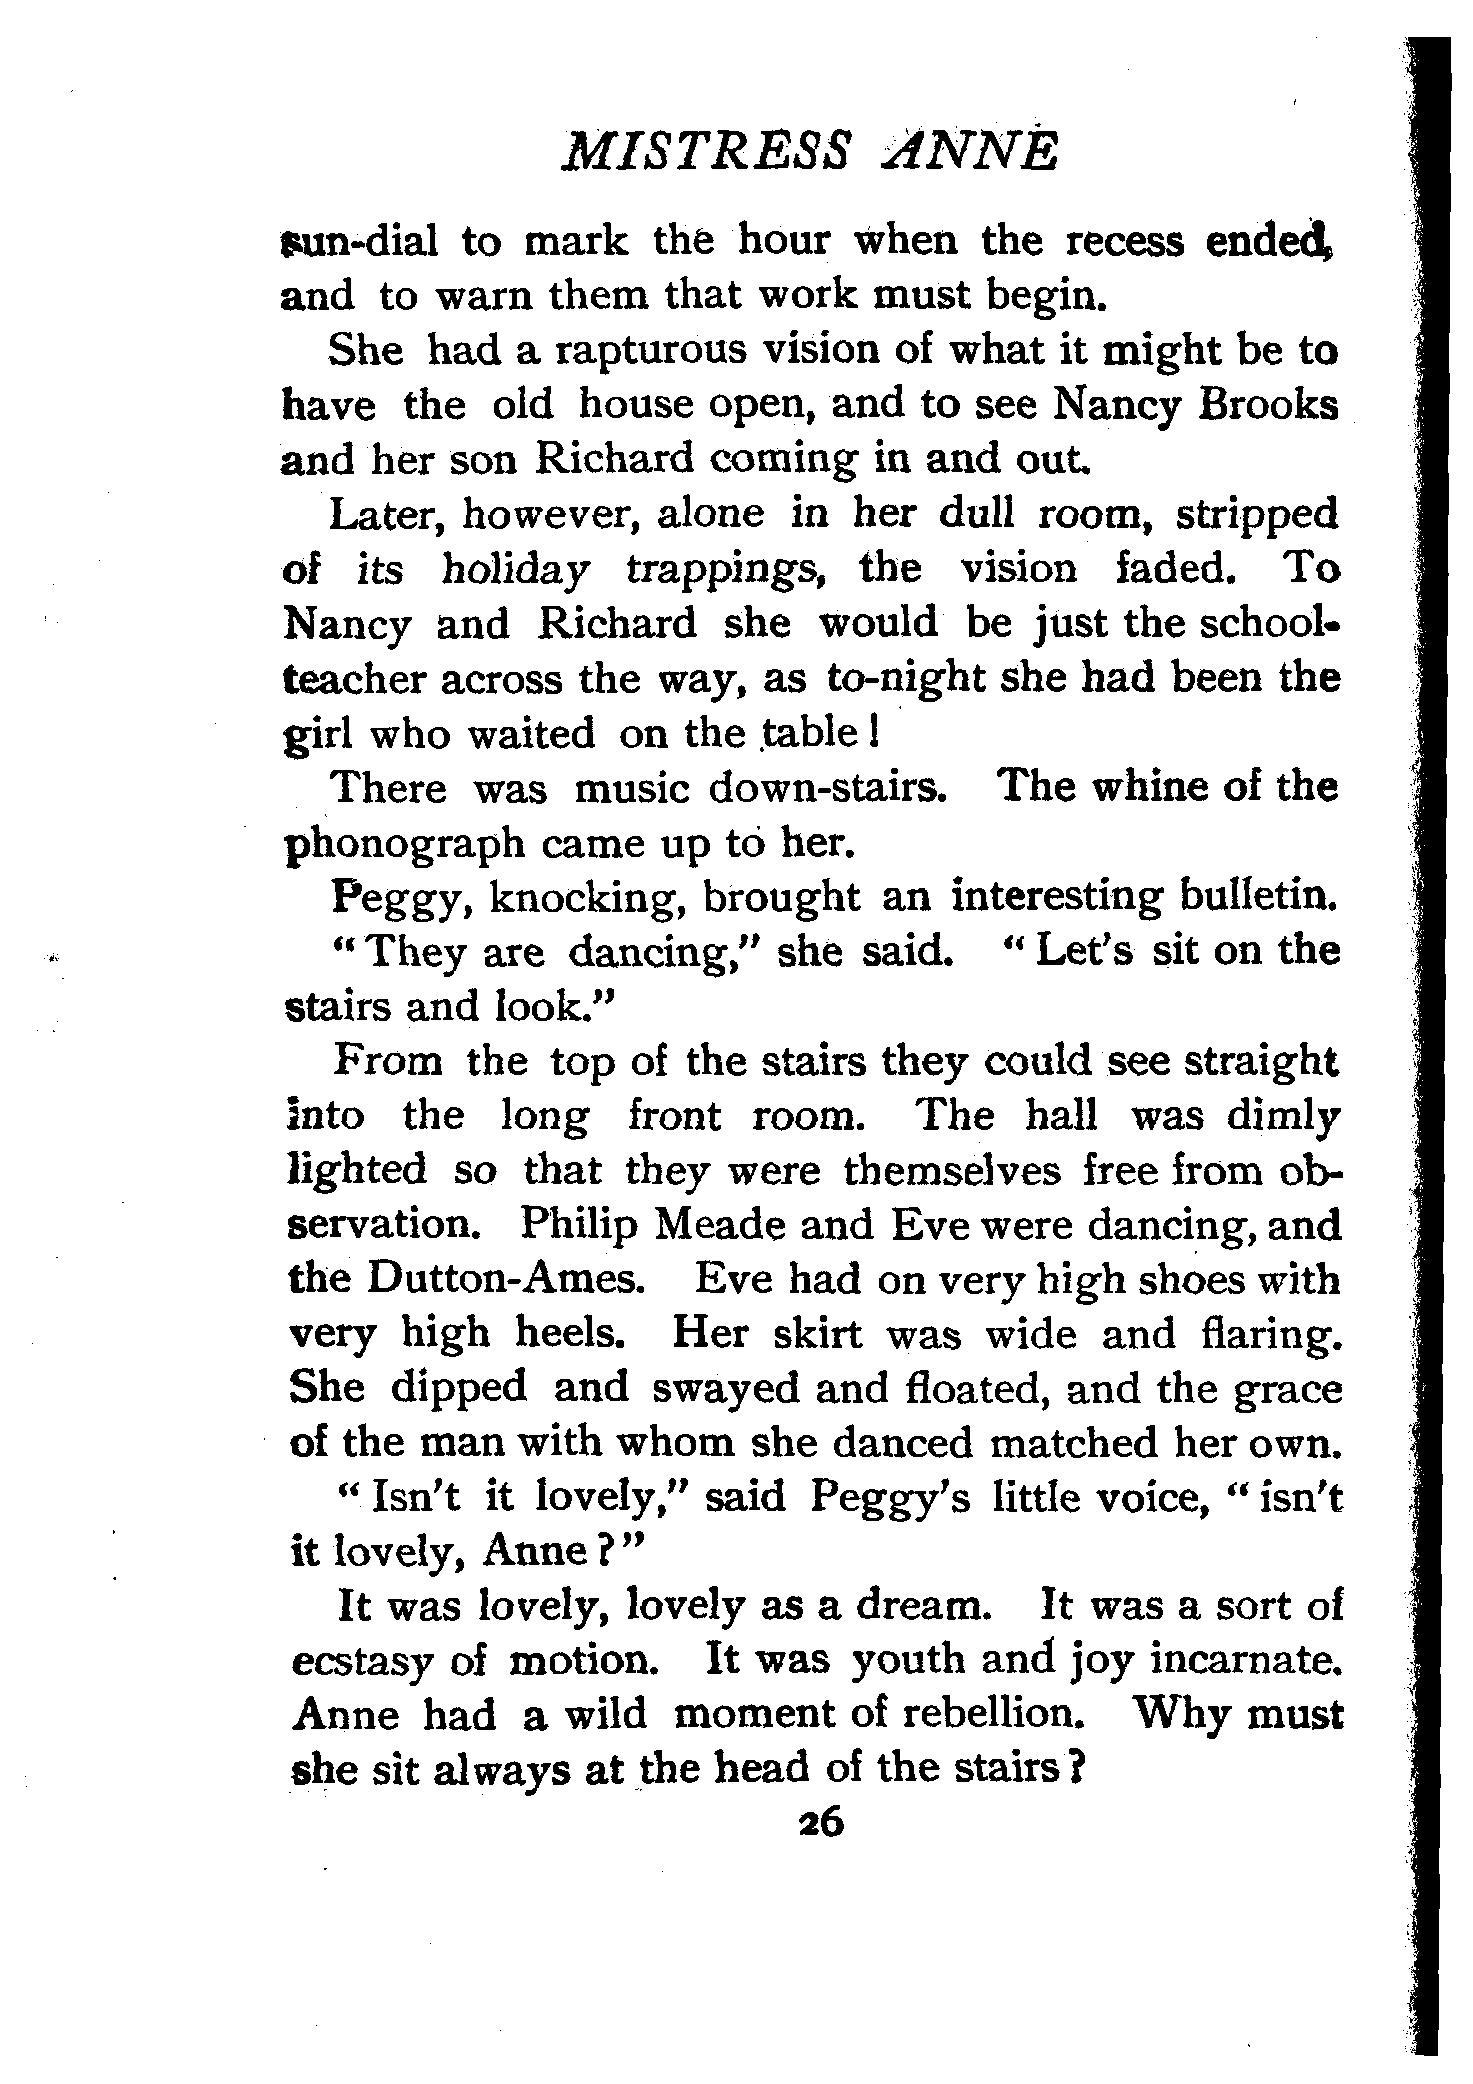 MISTRESS ANNE
sun-dial to mark the hour when the recess ended,
and to warn them that work must begin.
She had a rapturous vision of what it might be to
have the old house open, and to see Nancy Brooks
and her son Richard coming in and out.
Later, however, alone in her dull room, stripped
of its holiday trappings, the vision faded. To
Nancy and Richard she would be just the school-
teacher across the way, as to-night she had been the
girl who waited on the table!
There was music down-stairs. The whine of the
phonograph came up to her.
Peggy, knocking, brought an interesting bulletin.
"They are dancing," she said. "Let's sit on the
stairs and look."
From the top of the stairs they could see straight
into the long front room. The hall was dimly
lighted so that they were themselves free from ob-
servation. Philip Meade and Eve were dancing, and
the Dutton-Ames. Eve had on very high shoes with
very high heels. Her skirt was wide and flaring.
She dipped and swayed and floated, and the grace
of the man with whom she danced matched her own.
"Isn't it lovely," said Peggy's little voice, "isn't
it lovely, Anne?"
It was lovely, lovely as a dream. It was a sort of
ecstasy of motion. It was youth and joy incarnate.
Anne had a wild moment of rebellion. Why must
she sit always at the head of the stairs?
26